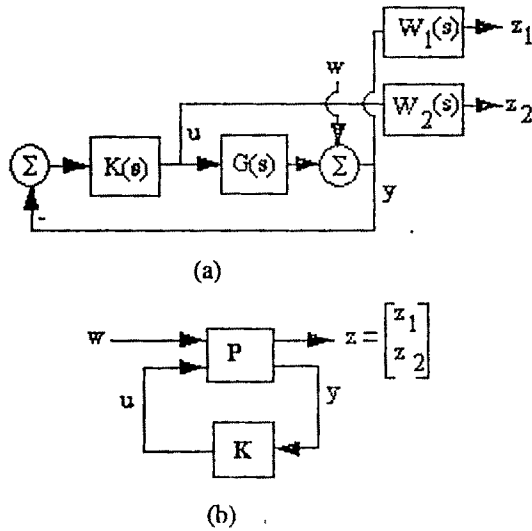 W₁(s) z₁
w
W₂(s) z₂
u
Σ K(s) G(s) Σ
y
-
(a)
w P z = [z₁
z₂]
u y
K
(b)